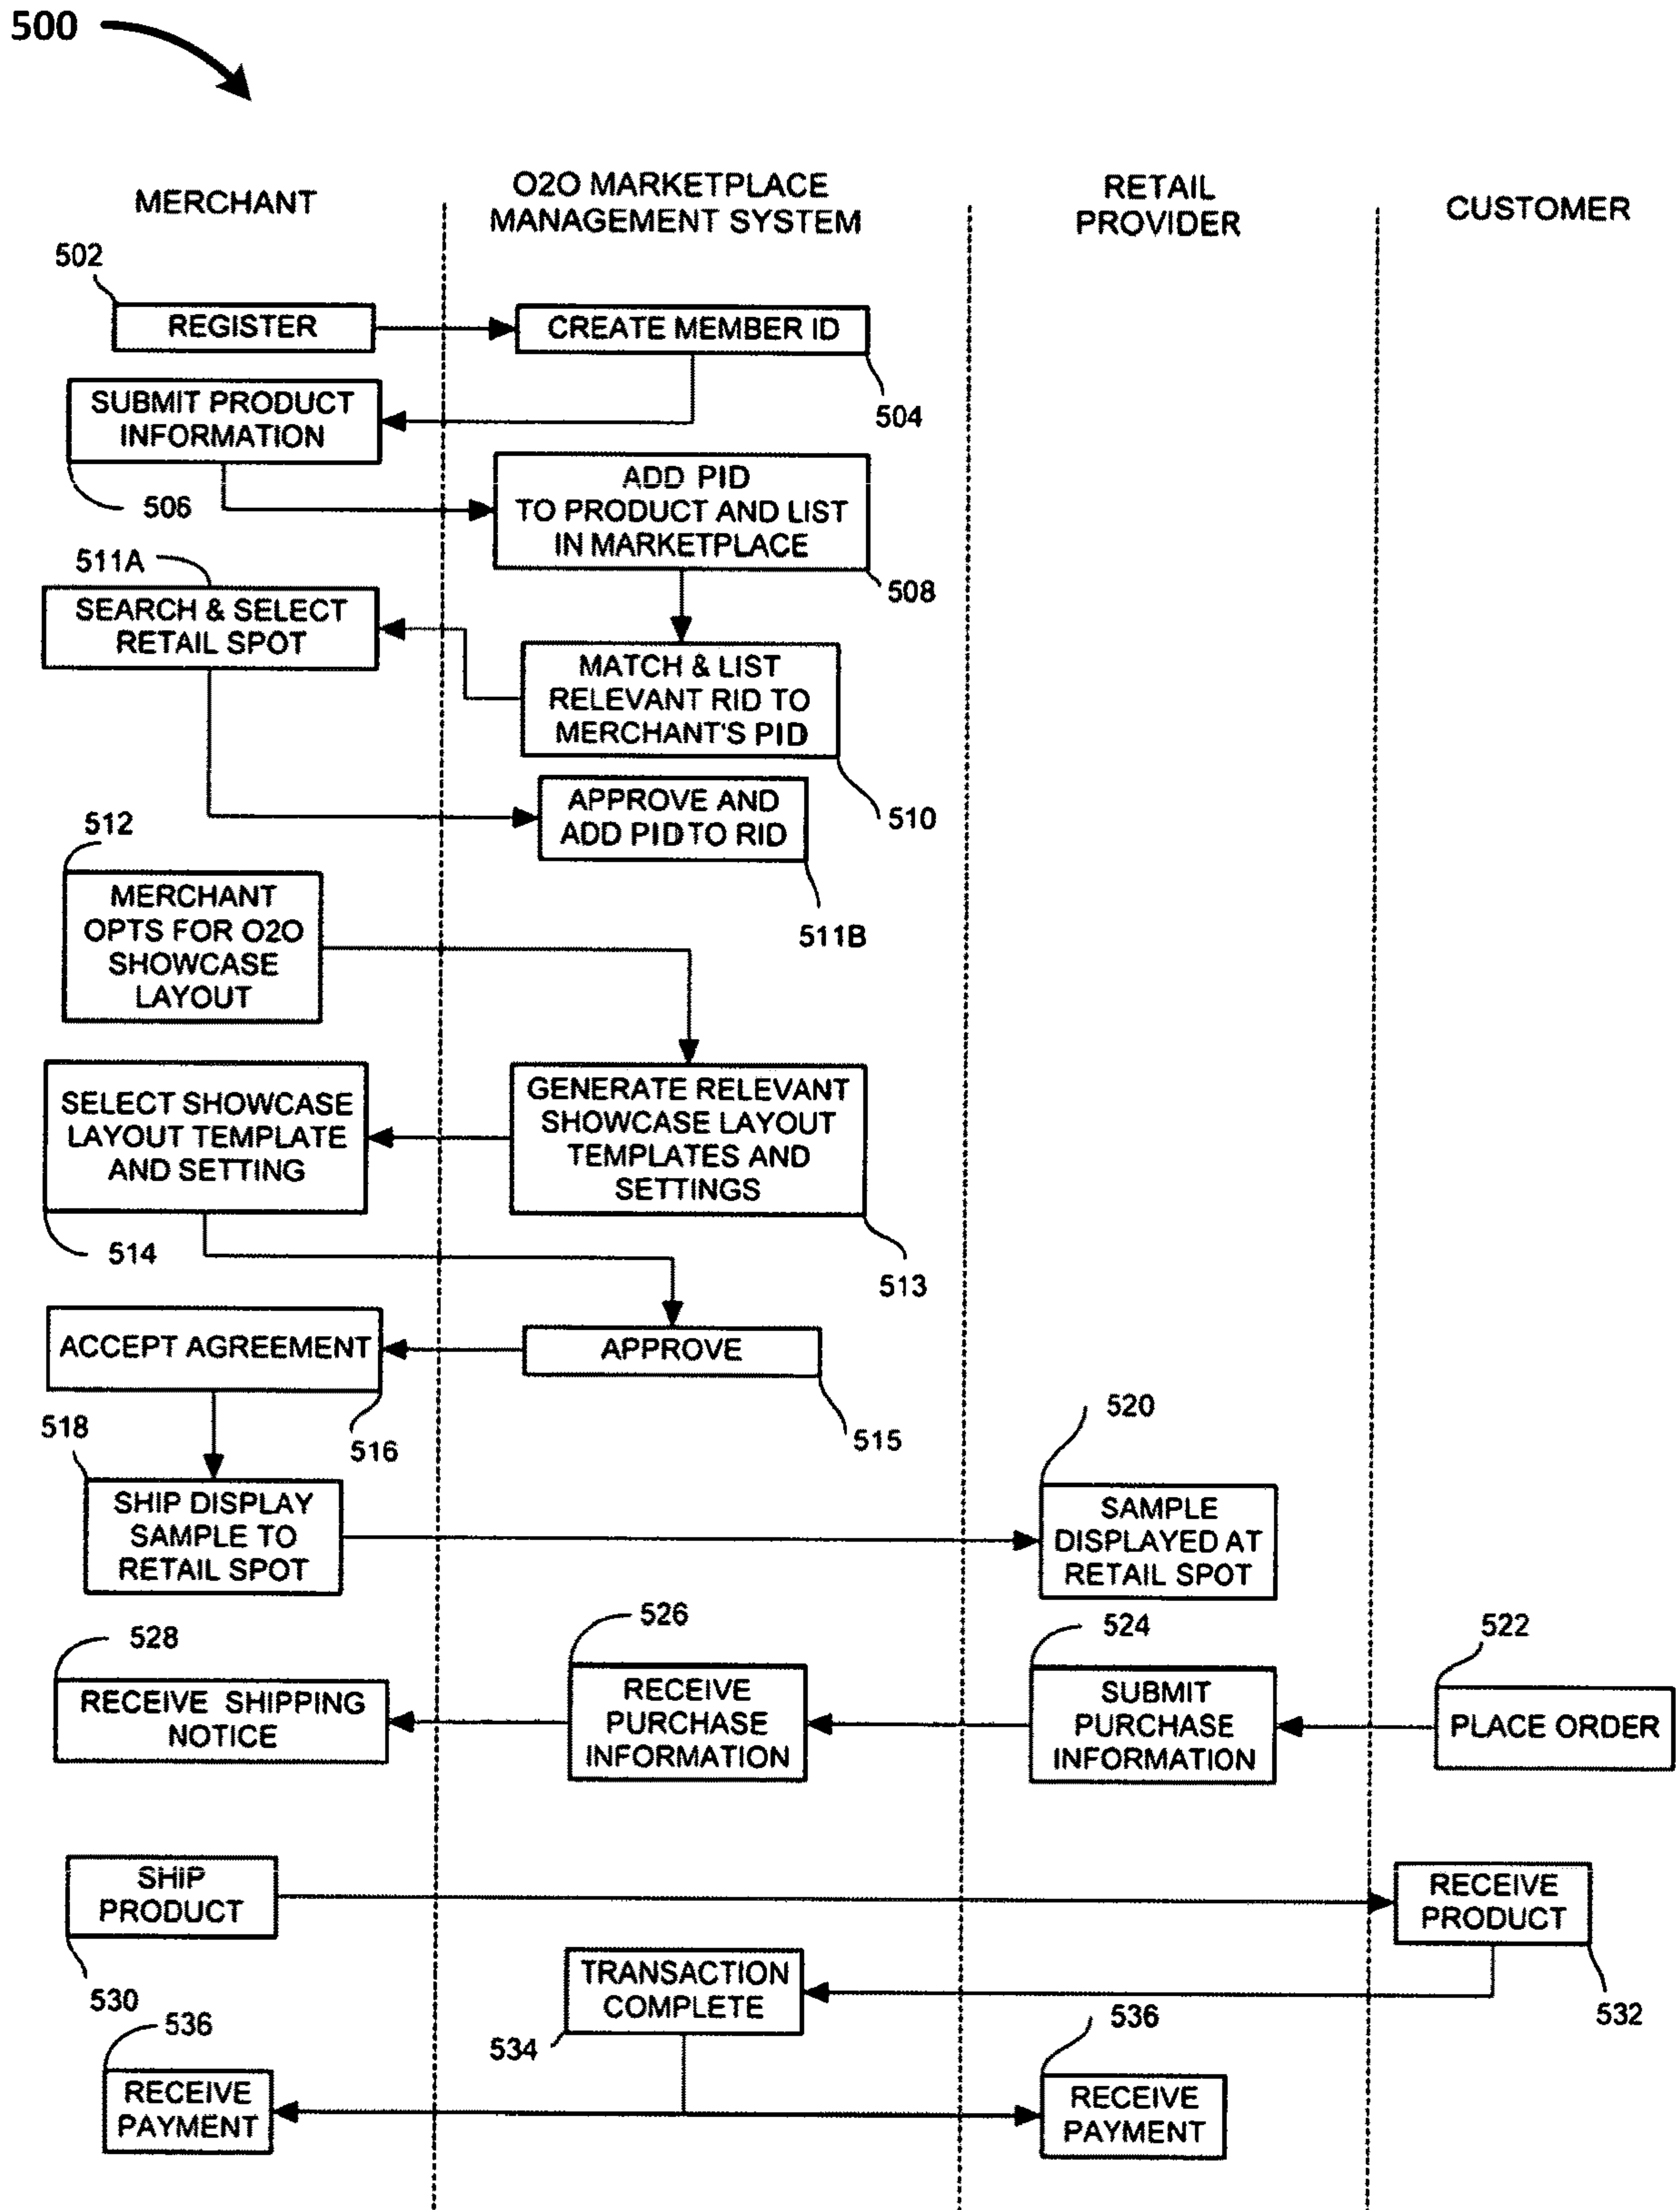 500
MERCHANT
O2O MARKETPLACE
MANAGEMENT SYSTEM
RETAIL
PROVIDER
CUSTOMER
502
REGISTER
CREATE MEMBER ID
504
SUBMIT PRODUCT
INFORMATION
506
ADD PID
TO PRODUCT AND LIST
IN MARKETPLACE
508
511A
SEARCH & SELECT
RETAIL SPOT
MATCH & LIST
RELEVANT RID TO
MERCHANT'S PID
510
APPROVE AND
ADD PID TO RID
511B
512
MERCHANT
OPTS FOR O2O
SHOWCASE
LAYOUT
GENERATE RELEVANT
SHOWCASE LAYOUT
TEMPLATES AND
SETTINGS
513
SELECT SHOWCASE
LAYOUT TEMPLATE
AND SETTING
514
ACCEPT AGREEMENT
516
APPROVE
515
518
SHIP DISPLAY
SAMPLE TO
RETAIL SPOT
520
SAMPLE
DISPLAYED AT
RETAIL SPOT
528
RECEIVE SHIPPING
NOTICE
526
RECEIVE
PURCHASE
INFORMATION
524
SUBMIT
PURCHASE
INFORMATION
522
PLACE ORDER
SHIP
PRODUCT
530
RECEIVE
PRODUCT
532
TRANSACTION
COMPLETE
534
536
RECEIVE
PAYMENT
536
RECEIVE
PAYMENT